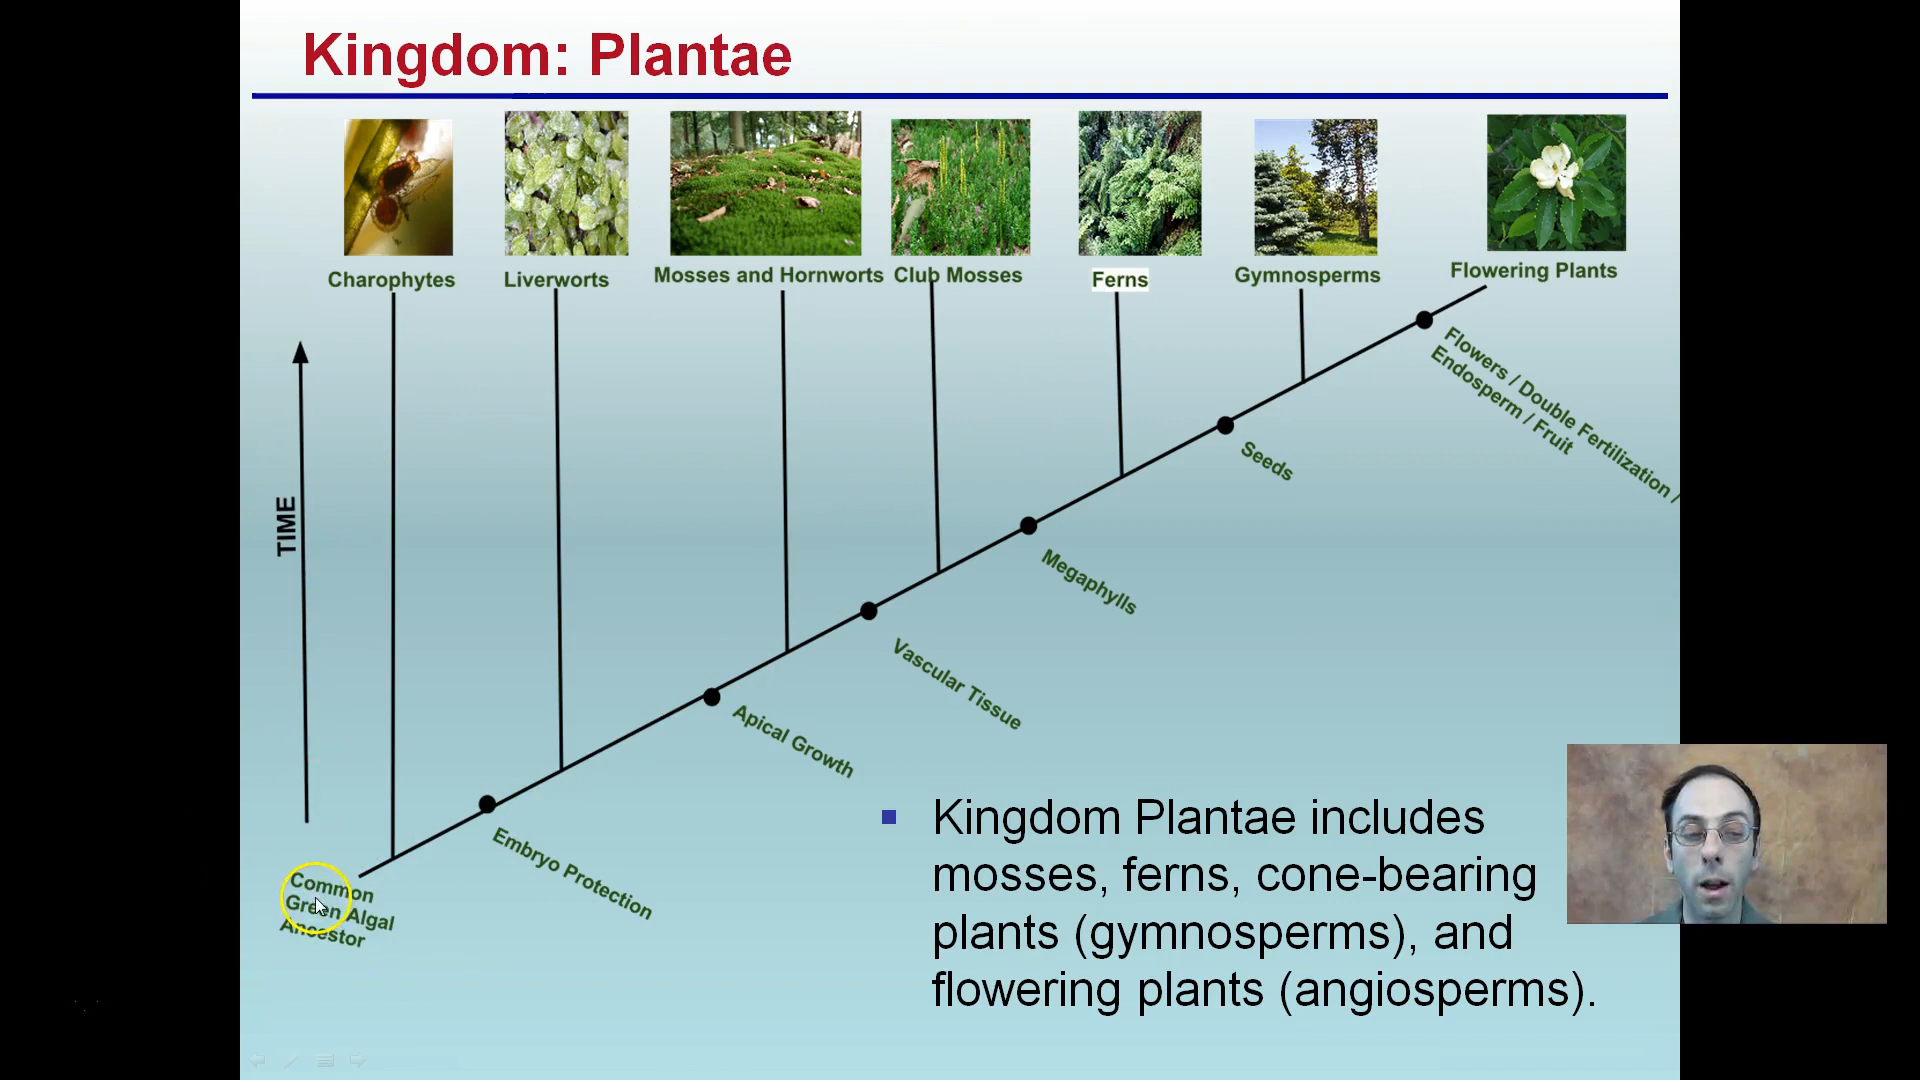 Kingdom: Plantae
Charophytes
Liverworts
Mosses and Hornworts
Club Mosses
Ferns
Gymnosperms
Flowering Plants
Flowers / Double Fertilization /
Endosperm / Fruit
Seeds
TIME
Megaphylls
Vascular Tissue
Apical Growth
Embryo Protection
Common
Green Algal
Ancestor
Kingdom Plantae includes
mosses, ferns, cone-bearing
plants (gymnosperms), and
flowering plants (angiosperms).